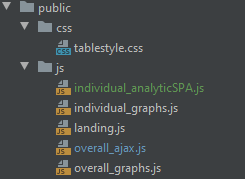 public
css
tablestyle.css
js
individual_analyticSPA.js
individual_graphs.js
landing.js
overall_ajax.js
overall_graphs.js